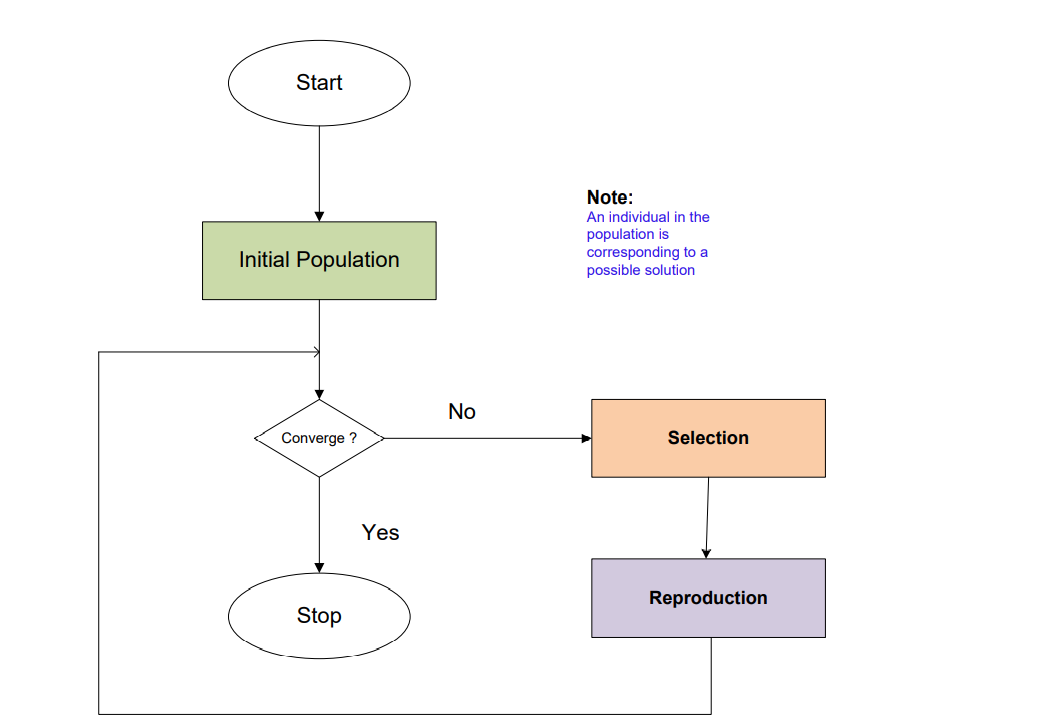 Start
Initial Population
Note:
An individual in the
population is
corresponding to a
possible solution
Converge ?
No
Selection
Yes
Reproduction
Stop